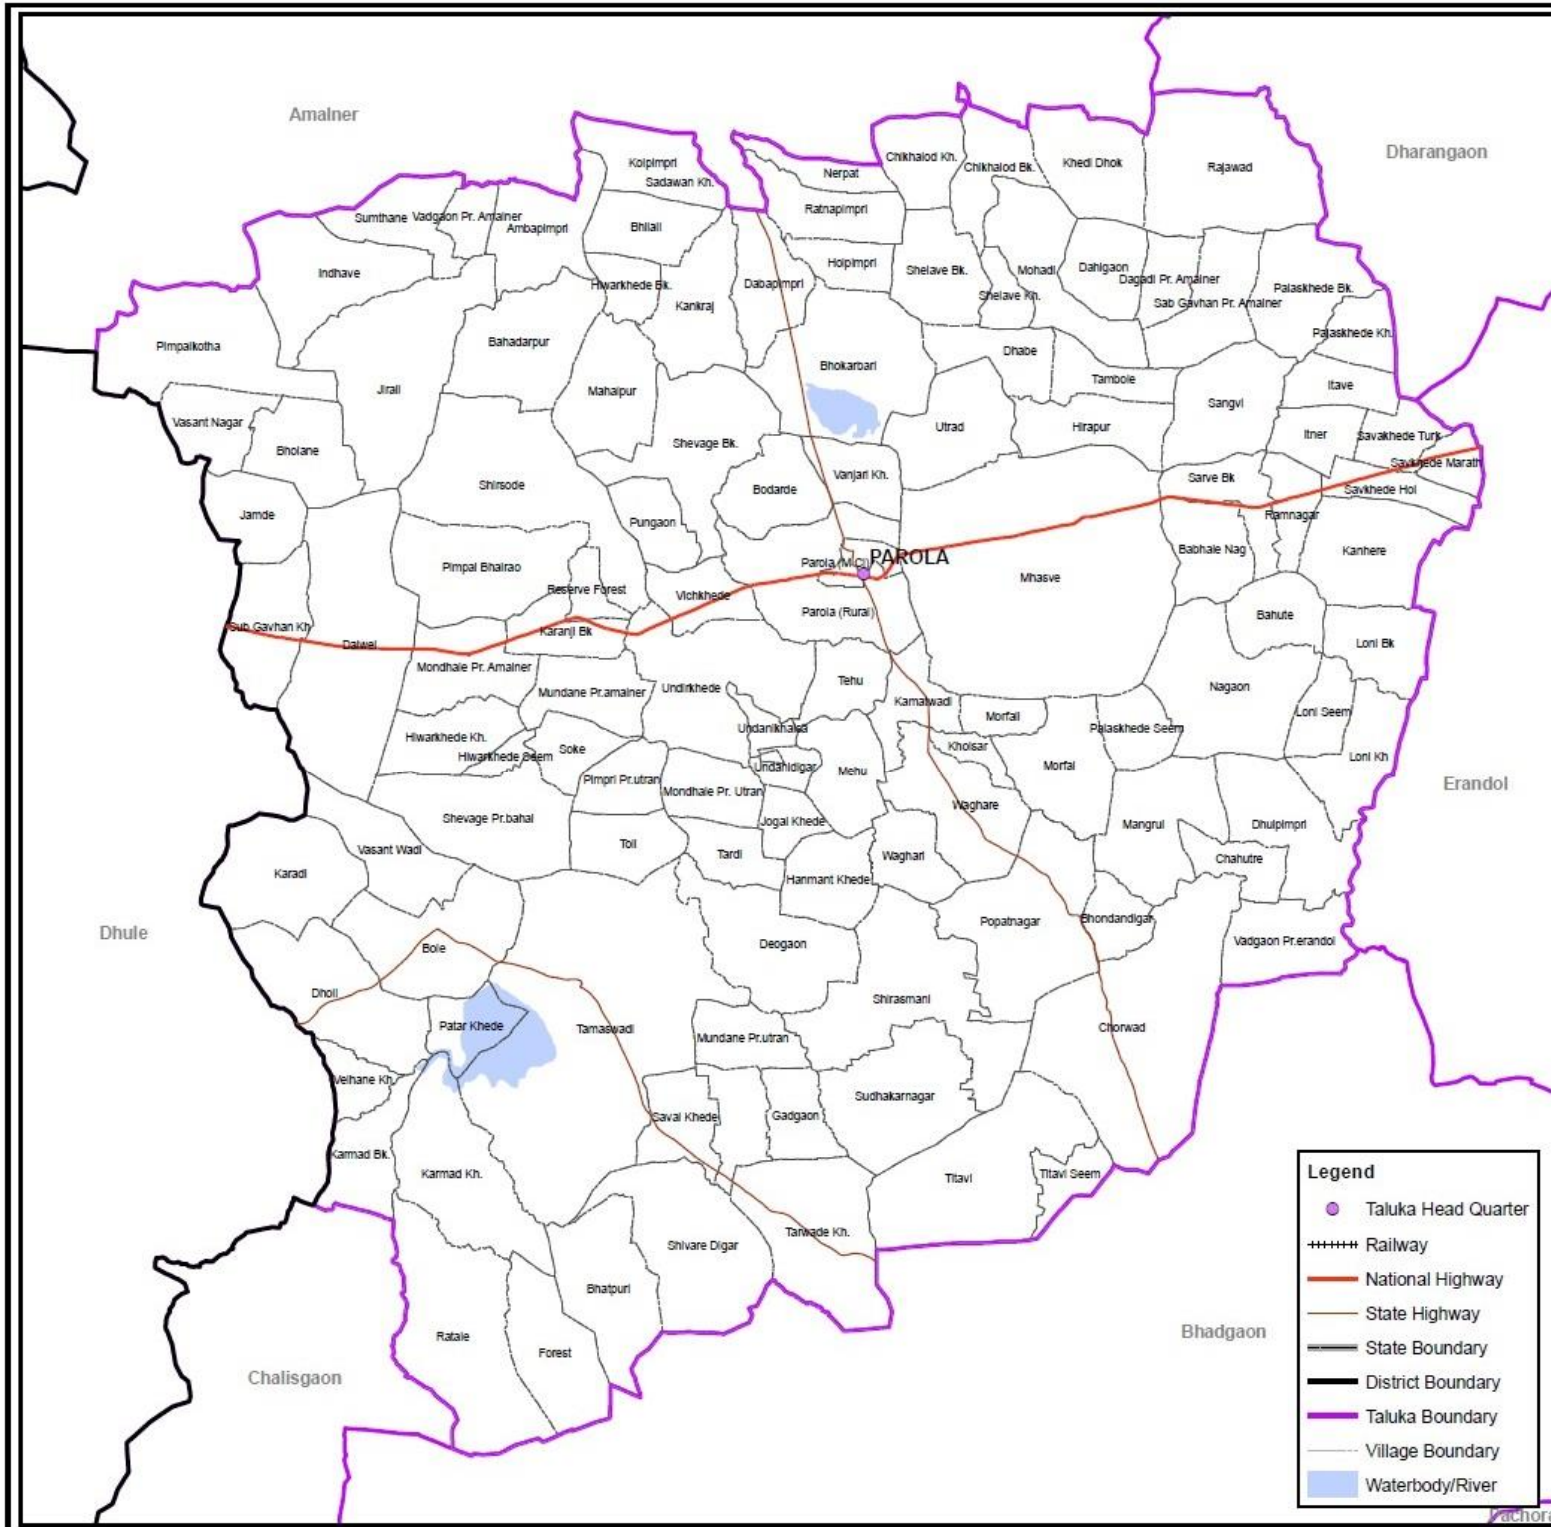 Amalner
Dharangaon
Kolpimpri
Sadawan Kh.
Nerpat
Chikhalod Kh.
Chikhalod Bk.
Khedi Dhok
Rajawad
Sumthane
Vadgaon Pr. Amalner
Ambapimpri
Bhilali
Ratnapimpri
Indhave
Hiwarkhede Bk.
Kankraj
Dabapimpri
Holpimpri
Shelave Bk.
Shelave Kh.
Mohadi
Dahigaon
Dagadi Pr. Amalner
Sab Gavhan Pr. Amalner
Palaskhede Bk.
Palaskhede Kh.
Pimpalkotha
Bahadarpur
Jirali
Mahalpur
Bhokarbari
Dhabe
Tambole
Sangvi
Itave
Vasant Nagar
Bholane
Shevage Bk.
Utrad
Hirapur
Itner
Savakhede Turk
Savkhede Marath
Savkhede Hol
Shirsode
Bodarde
Vanjari Kh.
Sarve Bk
Ramnagar
Jamde
Pungaon
Babhale Nag
Kanhere
Pimpal Bhairao
Reserve Forest
Vichkhede
Parola (M Cl)
PAROLA
Mhasve
Parola (Rural)
Bahute
Sub Gavhan Kh
Dalwel
Karanji Bk
Loni Bk
Mondhale Pr. Amalner
Mundane Pr.amalner
Undirkhede
Tehu
Kamatwadi
Morfali
Nagaon
Loni Seem
Palaskhede Seem
Hiwarkhede Kh.
Hiwarkhede Seem
Soke
Undanikhalsa
Undanidigar
Kholsar
Morfal
Loni Kh
Pimpri Pr.utran
Mondhale Pr. Utran
Mehu
Waghare
Erandol
Shevage Pr.bahal
Jogal Khede
Mangrul
Dhulpimpri
Vasant Wadi
Toli
Tardi
Waghari
Chahutre
Karadi
Hanmant Khede
Dhule
Popatnagar
Bhondandigar
Vadgaon Pr.erandol
Bole
Deogaon
Dholi
Shirasmani
Patar Khede
Tamaswadi
Mundane Pr.utran
Chorwad
Velhane Kh.
Saval Khede
Gadgaon
Sudhakarnagar
Karmad Bk.
Karmad Kh.
Titavi
Titavi Seem
Shivare Digar
Tarwade Kh.
Bhatpuri
Ratale
Forest
Bhadgaon
Chalisgaon
Legend
Taluka Head Quarter
Railway
National Highway
State Highway
State Boundary
District Boundary
Taluka Boundary
Village Boundary
Waterbody/River
Pachora